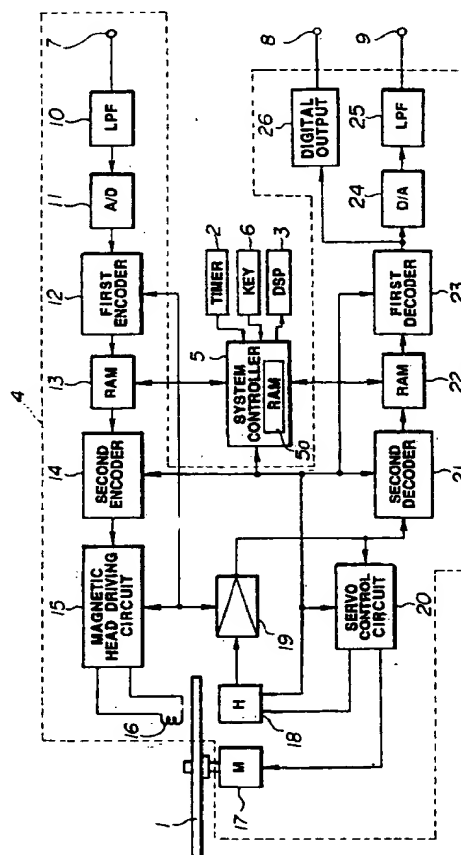 4
15
14
13
12
11
10
7
MAGNETIC
HEAD DRIVING
CIRCUIT
SECOND
ENCODER
RAM
FIRST
ENCODER
A/D
LPF
16
1
5
SYSTEM
CONTROLLER
RAM
50
TIMER
2
KEY
6
DSP
3
M
17
H
18
19
SERVO
CONTROL
CIRCUIT
20
26
DIGITAL
OUTPUT
8
SECOND
DECODER
21
RAM
22
FIRST
DECODER
23
D/A
24
LPF
25
9